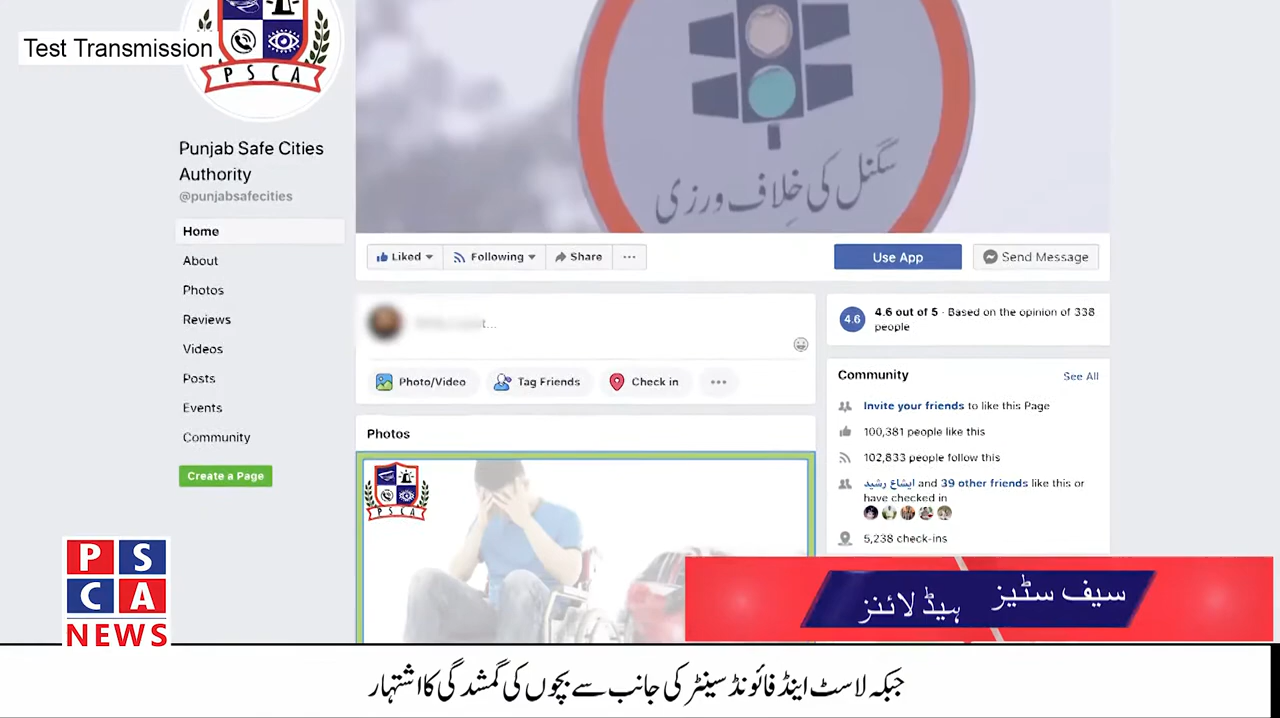 Test Transmission
PSCA
Punjab Safe Cities
Authority
@punjabsafecities
Home
About
Photos
Reviews
Videos
Posts
Events
Community
Create a Page
سگنل کی خلاف ورزی
Liked
Following
Share
...
Use App
Send Message
Photo/Video
Tag Friends
Check in
...
Photos
PSCA
4.6
4.6 out of 5 · Based on the opinion of 338
people
Community
See All
Invite your friends to like this Page
100,381 people like this
102,833 people follow this
ایشاع رشید and 39 other friends like this or
have checked in
5,238 check-ins
PSCA
NEWS
سیف سٹیز ہیڈ لائنز
جبکہ لاسٹ اینڈ فائونڈ سینٹر کی جانب سے بچوں کی گمشدگی کا اشتہار